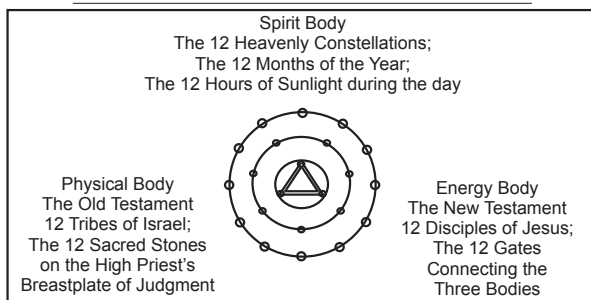 Spirit Body
The 12 Heavenly Constellations;
The 12 Months of the Year;
The 12 Hours of Sunlight during the day
Physical Body
The Old Testament
12 Tribes of Israel;
The 12 Sacred Stones
on the High Priest's
Breastplate of Judgment
Energy Body
The New Testament
12 Disciples of Jesus;
The 12 Gates
Connecting the
Three Bodies